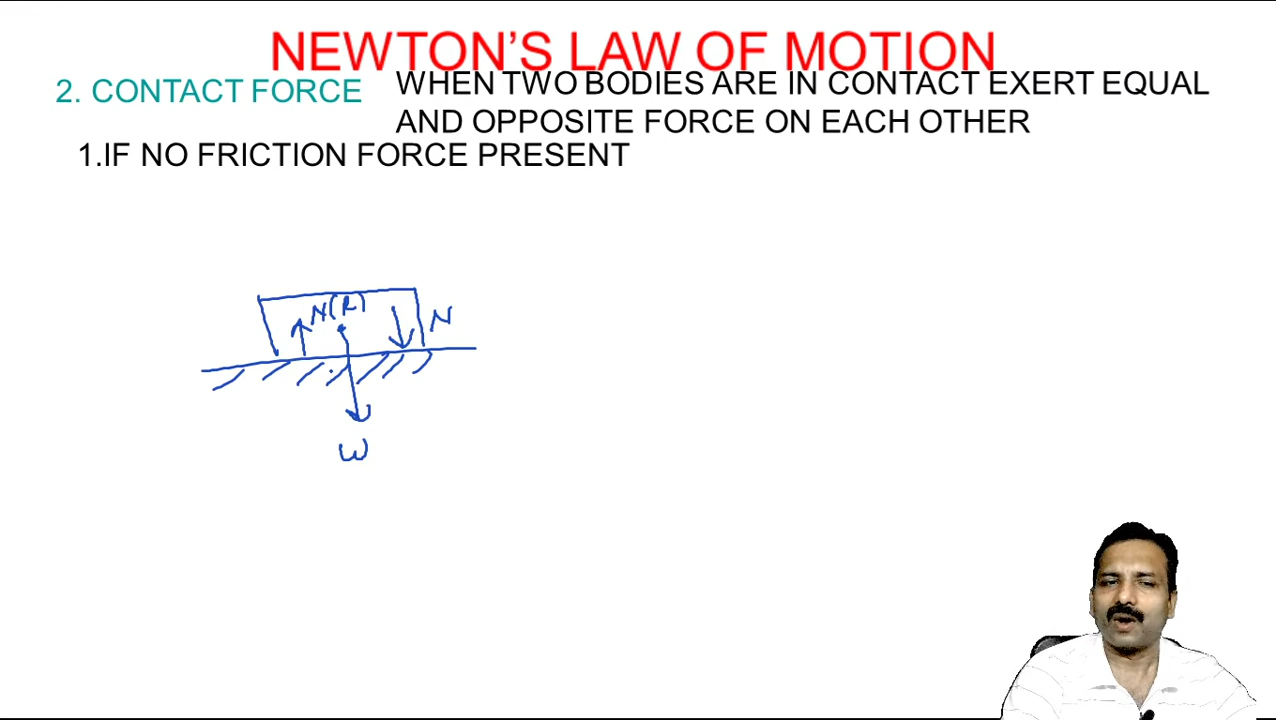 NEWTON'S LAW OF MOTION
2. CONTACT FORCE
WHEN TWO BODIES ARE IN CONTACT EXERT EQUAL
AND OPPOSITE FORCE ON EACH OTHER
1.IF NO FRICTION FORCE PRESENT
N(R)
N
W